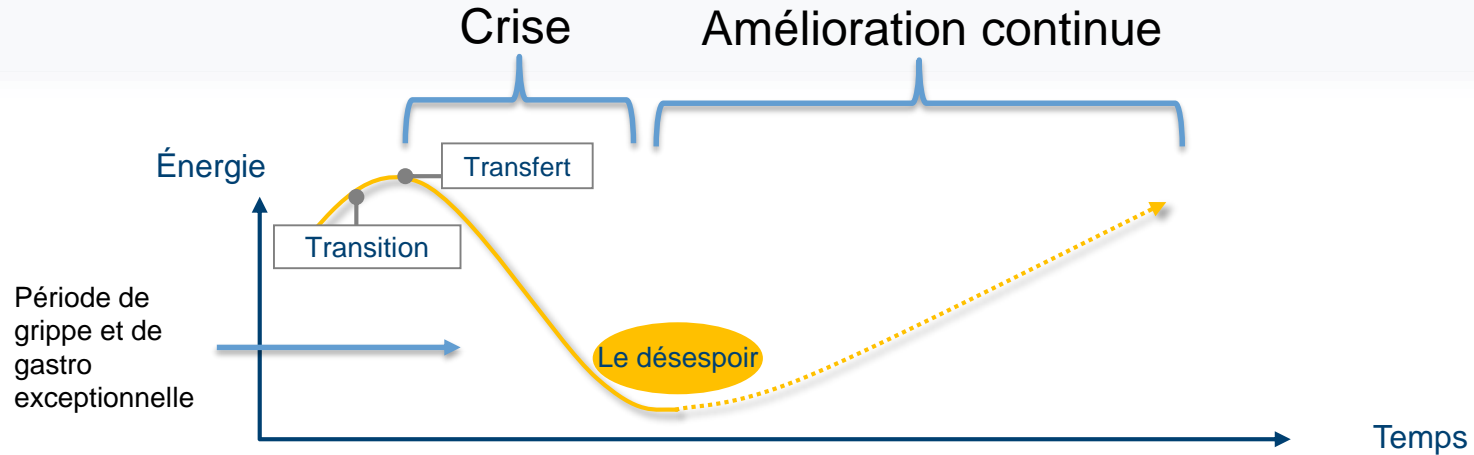 Crise
Amélioration continue
Énergie
Transfert
Transition
Période de
grippe et de
gastro
exceptionnelle
Le désespoir
Temps